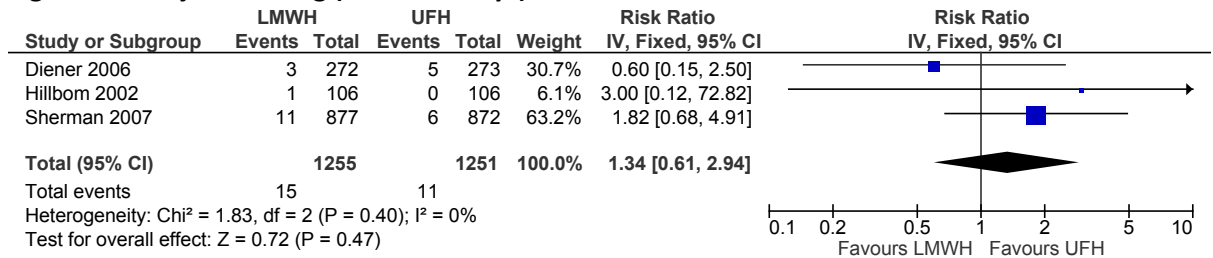 LMWH UFH Risk Ratio Risk Ratio
Study or Subgroup Events Total Events Total Weight IV, Fixed, 95% CI IV, Fixed, 95% CI
Diener 2006 3 272 5 273 30.7% 0.60 [0.15, 2.50]
Hillbom 2002 1 106 0 106 6.1% 3.00 [0.12, 72.82]
Sherman 2007 11 877 6 872 63.2% 1.82 [0.68, 4.91]
Total (95% CI) 1255 1251 100.0% 1.34 [0.61, 2.94]
Total events 15 11
Heterogeneity: Chi² = 1.83, df = 2 (P = 0.40); I² = 0%
Test for overall effect: Z = 0.72 (P = 0.47)
0.1 0.2 0.5 1 2 5 10
Favours LMWH Favours UFH